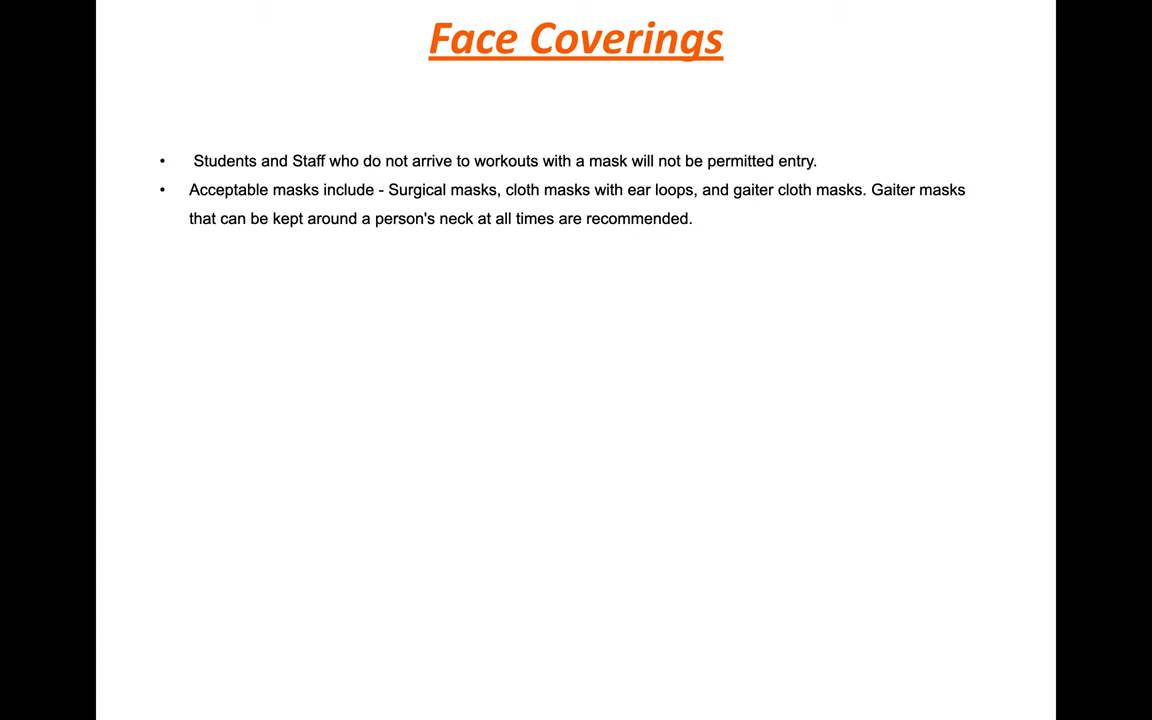 Face Coverings
• Students and Staff who do not arrive to workouts with a mask will not be permitted entry.
• Acceptable masks include - Surgical masks, cloth masks with ear loops, and gaiter cloth masks. Gaiter masks
that can be kept around a person's neck at all times are recommended.